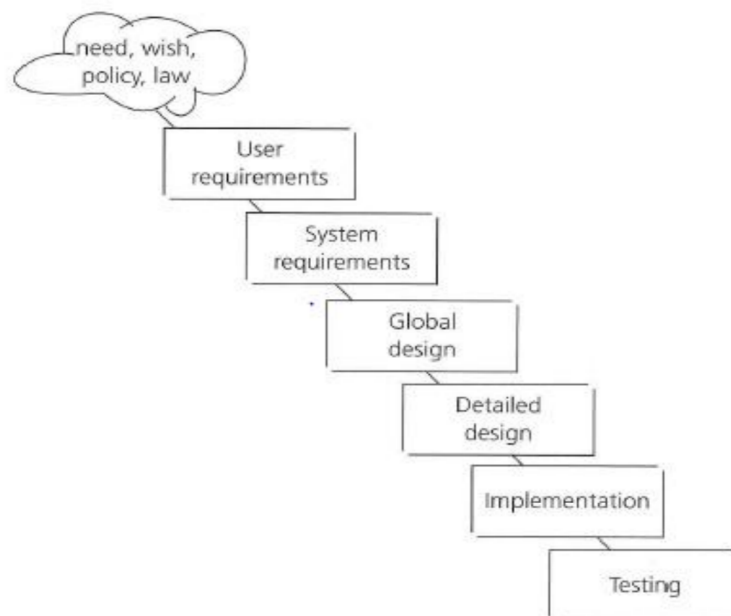 need, wish,
policy, law
User
requirements
System
requirements
Global
design
Detailed
design
Implementation
Testing